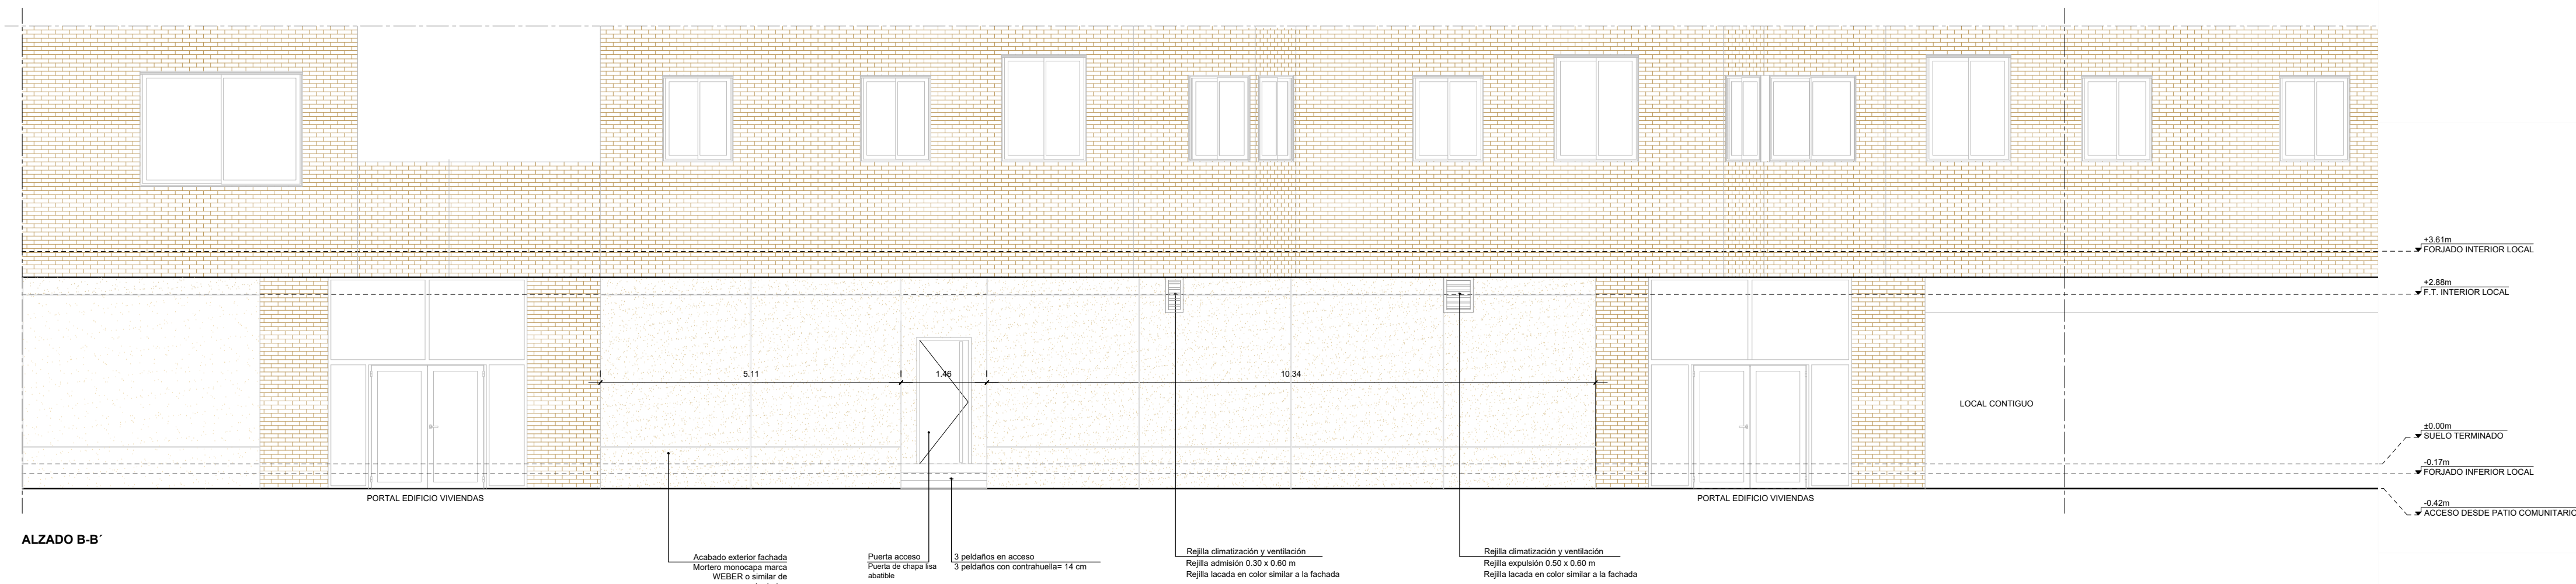 +3.61m
FORJADO INTERIOR LOCAL
+2.88m
F.T. INTERIOR LOCAL
5.11
1.46
10.34
LOCAL CONTIGUO
±0.00m
SUELO TERMINADO
-0.17m
FORJADO INFERIOR LOCAL
PORTAL EDIFICIO VIVIENDAS
PORTAL EDIFICIO VIVIENDAS
-0.42m
ACCESO DESDE PATIO COMUNITARIO
ALZADO B-B´
Acabado exterior fachada
Mortero monocapa marca
WEBER o similar de
Puerta acceso
Puerta de chapa lisa
abatible
3 peldaños en acceso
3 peldaños con contrahuella= 14 cm
Rejilla climatización y ventilación
Rejilla admisión 0.30 x 0.60 m
Rejilla lacada en color similar a la fachada
Rejilla climatización y ventilación
Rejilla expulsión 0.50 x 0.60 m
Rejilla lacada en color similar a la fachada